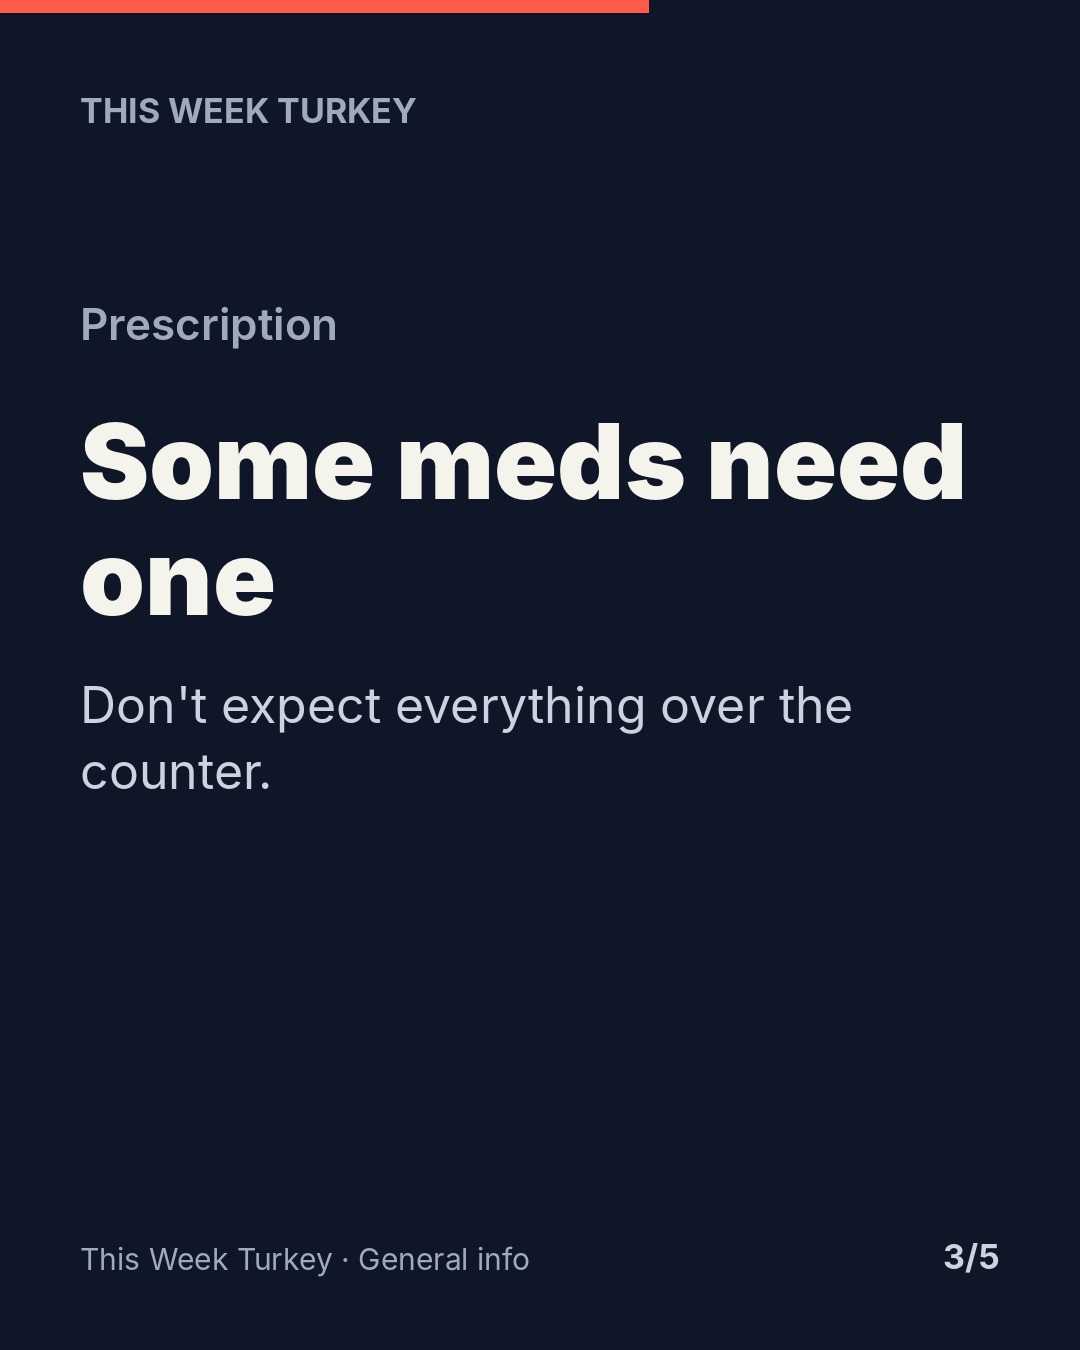 THIS WEEK TURKEY
Prescription
Some meds need
one
Don't expect everything over the
counter.
This Week Turkey · General info
3/5